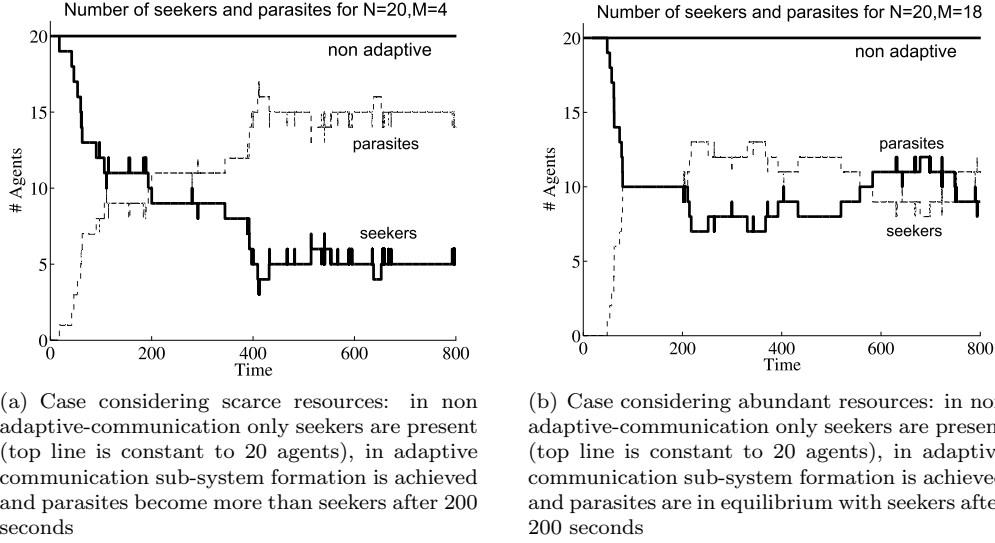 Number of seekers and parasites for N=20,M=4
20
non adaptive
15
parasites
# Agents
10
seekers
5
0
0 200 400 600 800
Time
(a) Case considering scarce resources: in non
adaptive-communication only seekers are present
(top line is constant to 20 agents), in adaptive
communication sub-system formation is achieved
and parasites become more than seekers after 200
seconds
Number of seekers and parasites for N=20,M=18
20
non adaptive
15
parasites
# Agents
10
seekers
5
0
0 200 400 600 800
Time
(b) Case considering abundant resources: in non
adaptive-communication only seekers are present
(top line is constant to 20 agents), in adaptive
communication sub-system formation is achieved
and parasites are in equilibrium with seekers after
200 seconds